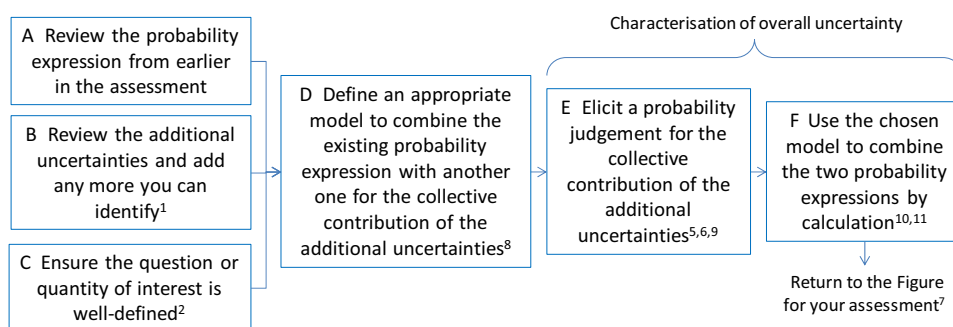 Characterisation of overall uncertainty
A Review the probability
expression from earlier
in the assessment
B Review the additional
uncertainties and add
any more you can
identify1
C Ensure the question or
quantity of interest is
well-defined2
D Define an appropriate
model to combine the
existing probability
expression with another
one for the collective
contribution of the
additional uncertainties8
E Elicit a probability
judgement for the
collective
contribution of the
additional
uncertainties5,6,9
F Use the chosen
model to combine
the two probability
expressions by
calculation10,11
Return to the Figure
for your assessment7